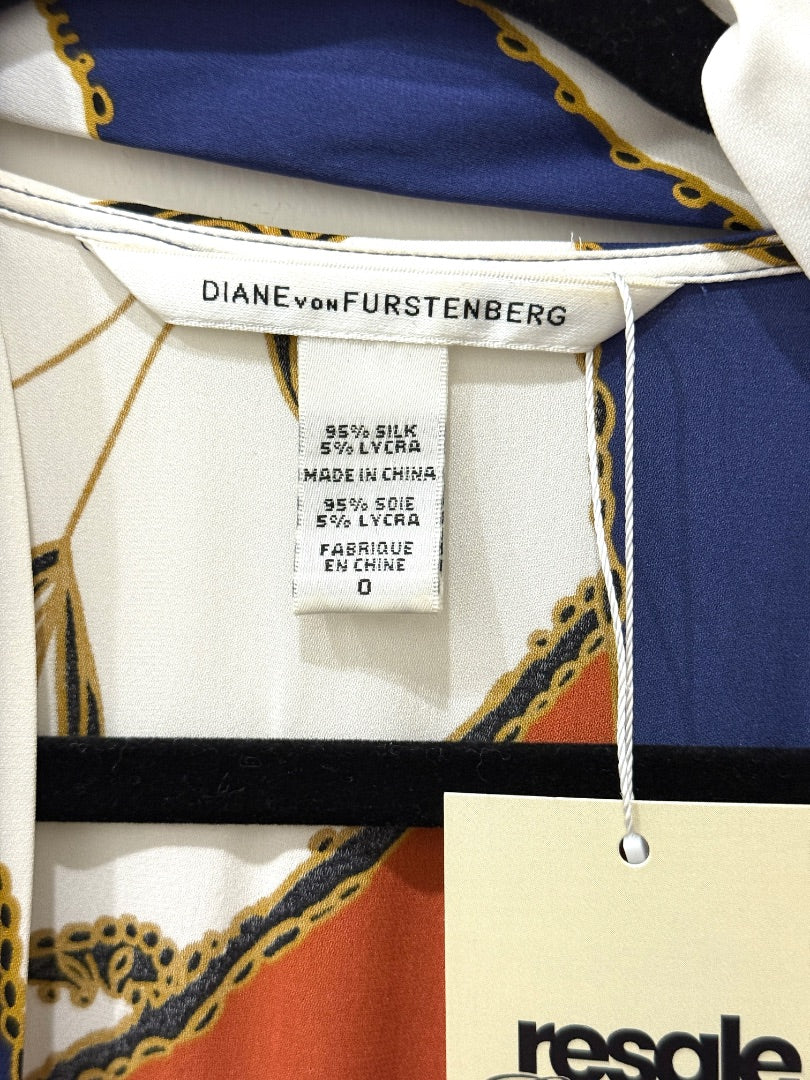 DIANE VON FURSTENBERG
95% SILK
5% LYCRA
MADE IN CHINA
95% SOIE
5% LYCRA
FABRIQUE
EN CHINE
0
resale